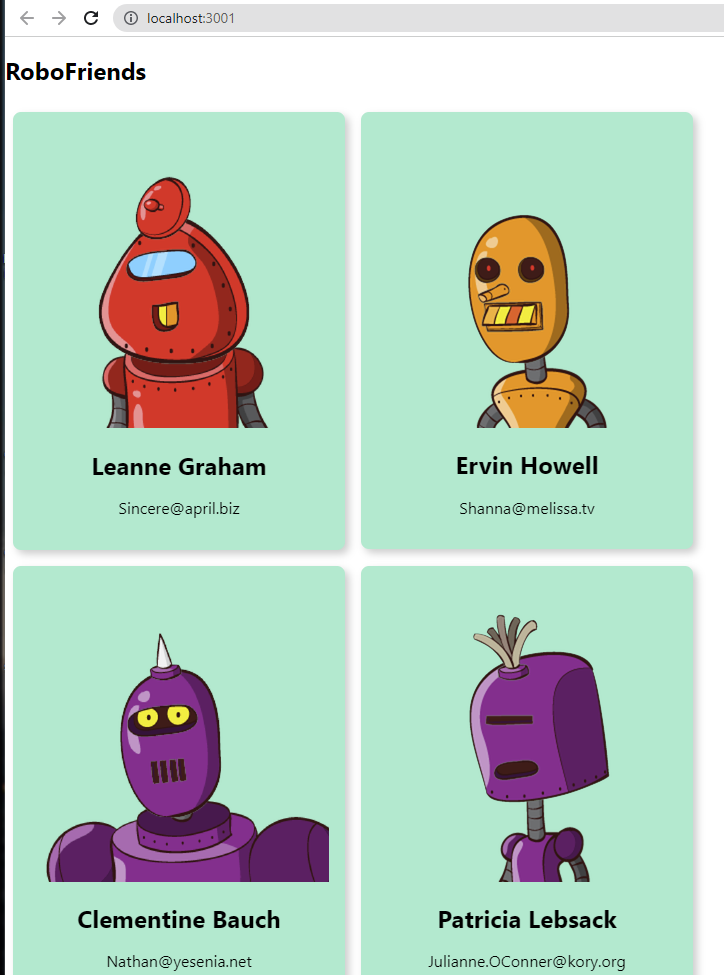 localhost:3001
RoboFriends
Leanne Graham
Sincere@april.biz
Ervin Howell
Shanna@melissa.tv
Clementine Bauch
Nathan@yesenia.net
Patricia Lebsack
Julianne.OConner@kory.org